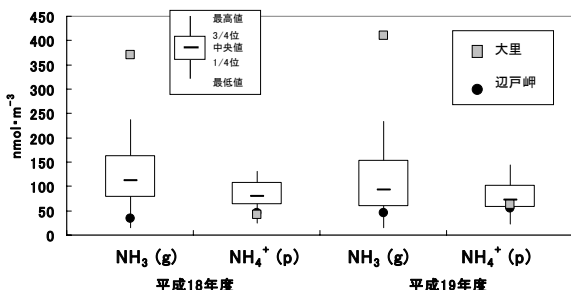 450
400
350
300
250
200
150
100
50
0
nmol·m⁻³
最高値
3/4位
中央値
1/4位
最低値
大里
辺戸岬
NH₃ (g) NH₄⁺ (p) NH₃ (g) NH₄⁺ (p)
平成18年度 平成19年度